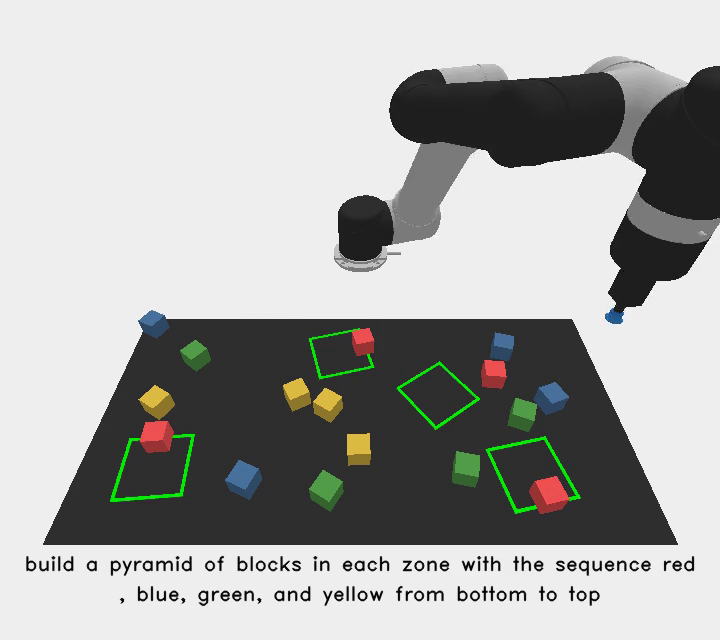 build a pyramid of blocks in each zone with the sequence red
, blue, green, and yellow from bottom to top